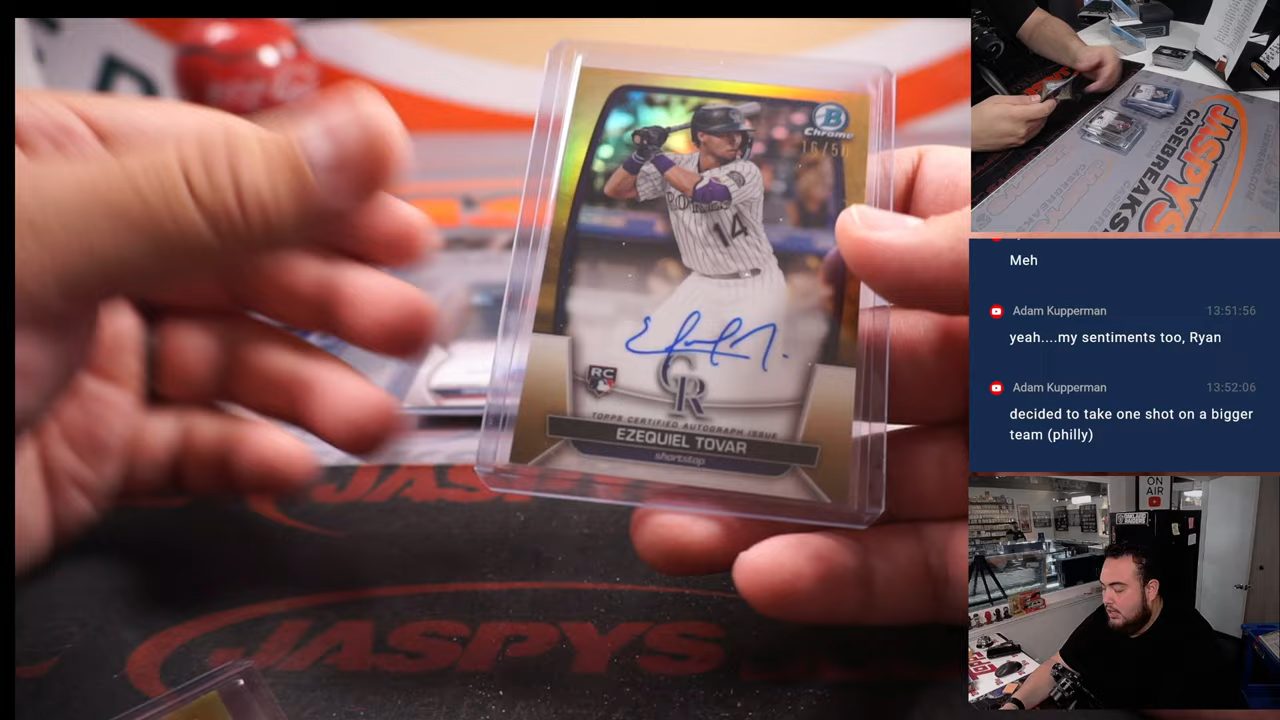 B
Chrome
16/50
ROCKIES
14
CR
RC
TOPPS CERTIFIED AUTOGRAPH ISSUE
EZEQUIEL TOVAR
shortstop
JASPYS
JASPYS
JASPYS
CASEBREAKS
Meh
Adam Kupperman 13:51:56
yeah....my sentiments too, Ryan
Adam Kupperman 13:52:06
decided to take one shot on a bigger
team (philly)
ON
AIR